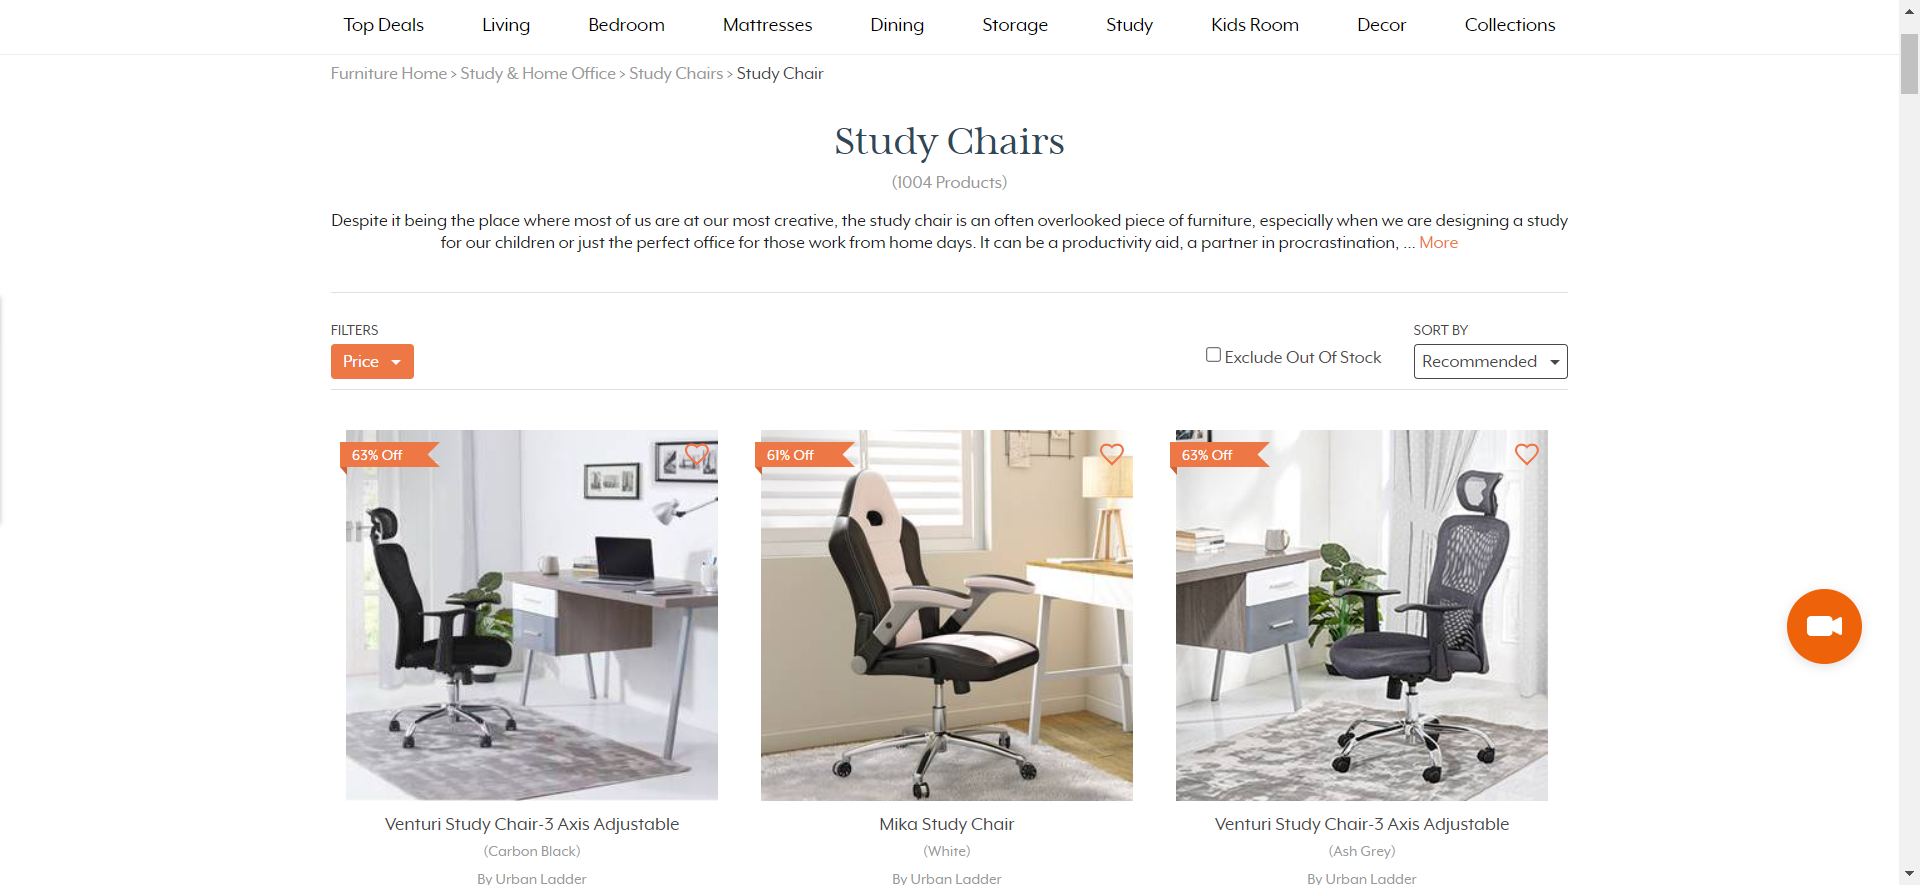 Top Deals Living Bedroom Mattresses Dining Storage Study Kids Room Decor Collections
Furniture Home > Study & Home Office > Study Chairs > Study Chair
Study Chairs
(1004 Products)
Despite it being the place where most of us are at our most creative, the study chair is an often overlooked piece of furniture, especially when we are designing a study
for our children or just the perfect office for those work from home days. It can be a productivity aid, a partner in procrastination, ... More
FILTERS
Price
Exclude Out Of Stock
SORT BY
Recommended
63% Off
61% Off
63% Off
Venturi Study Chair-3 Axis Adjustable
(Carbon Black)
By Urban Ladder
Mika Study Chair
(White)
By Urban Ladder
Venturi Study Chair-3 Axis Adjustable
(Ash Grey)
By Urban Ladder